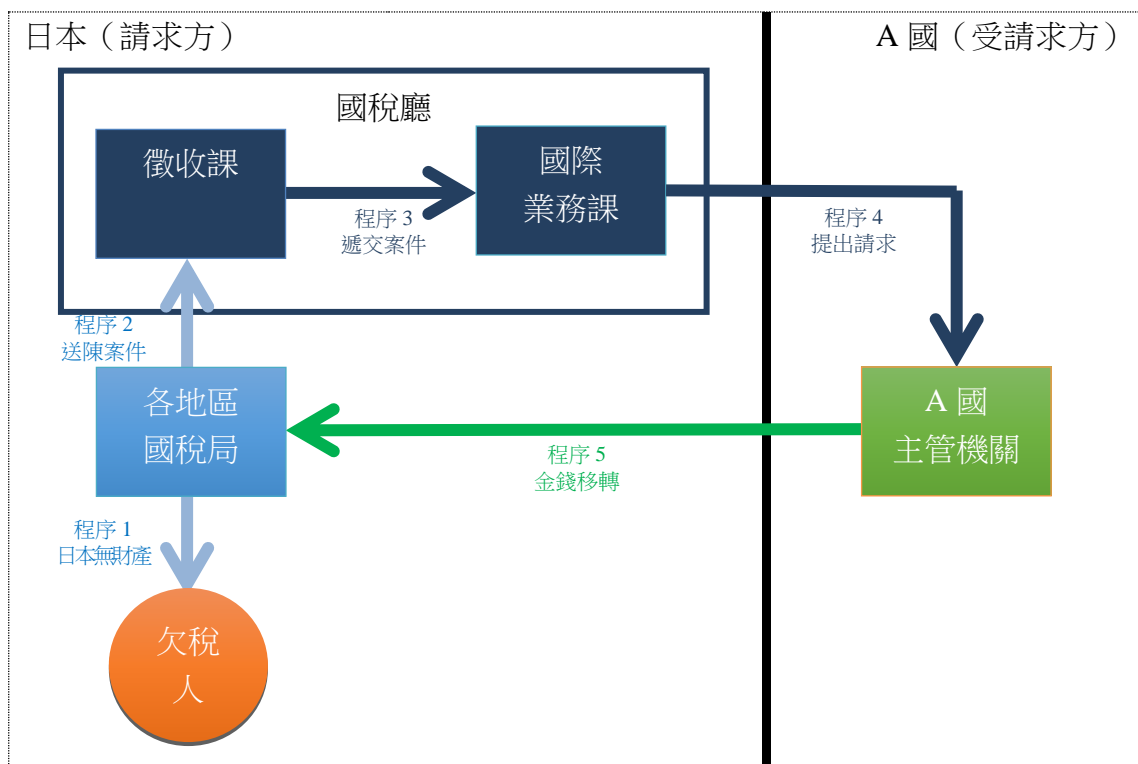 日本（請求方）
A 國（受請求方）
國稅廳
徵收課
國際
業務課
程序 3
遞交案件
程序 4
提出請求
程序 2
送陳案件
各地區
國稅局
A 國
主管機關
程序 5
金錢移轉
程序 1
日本無財產
欠稅
人